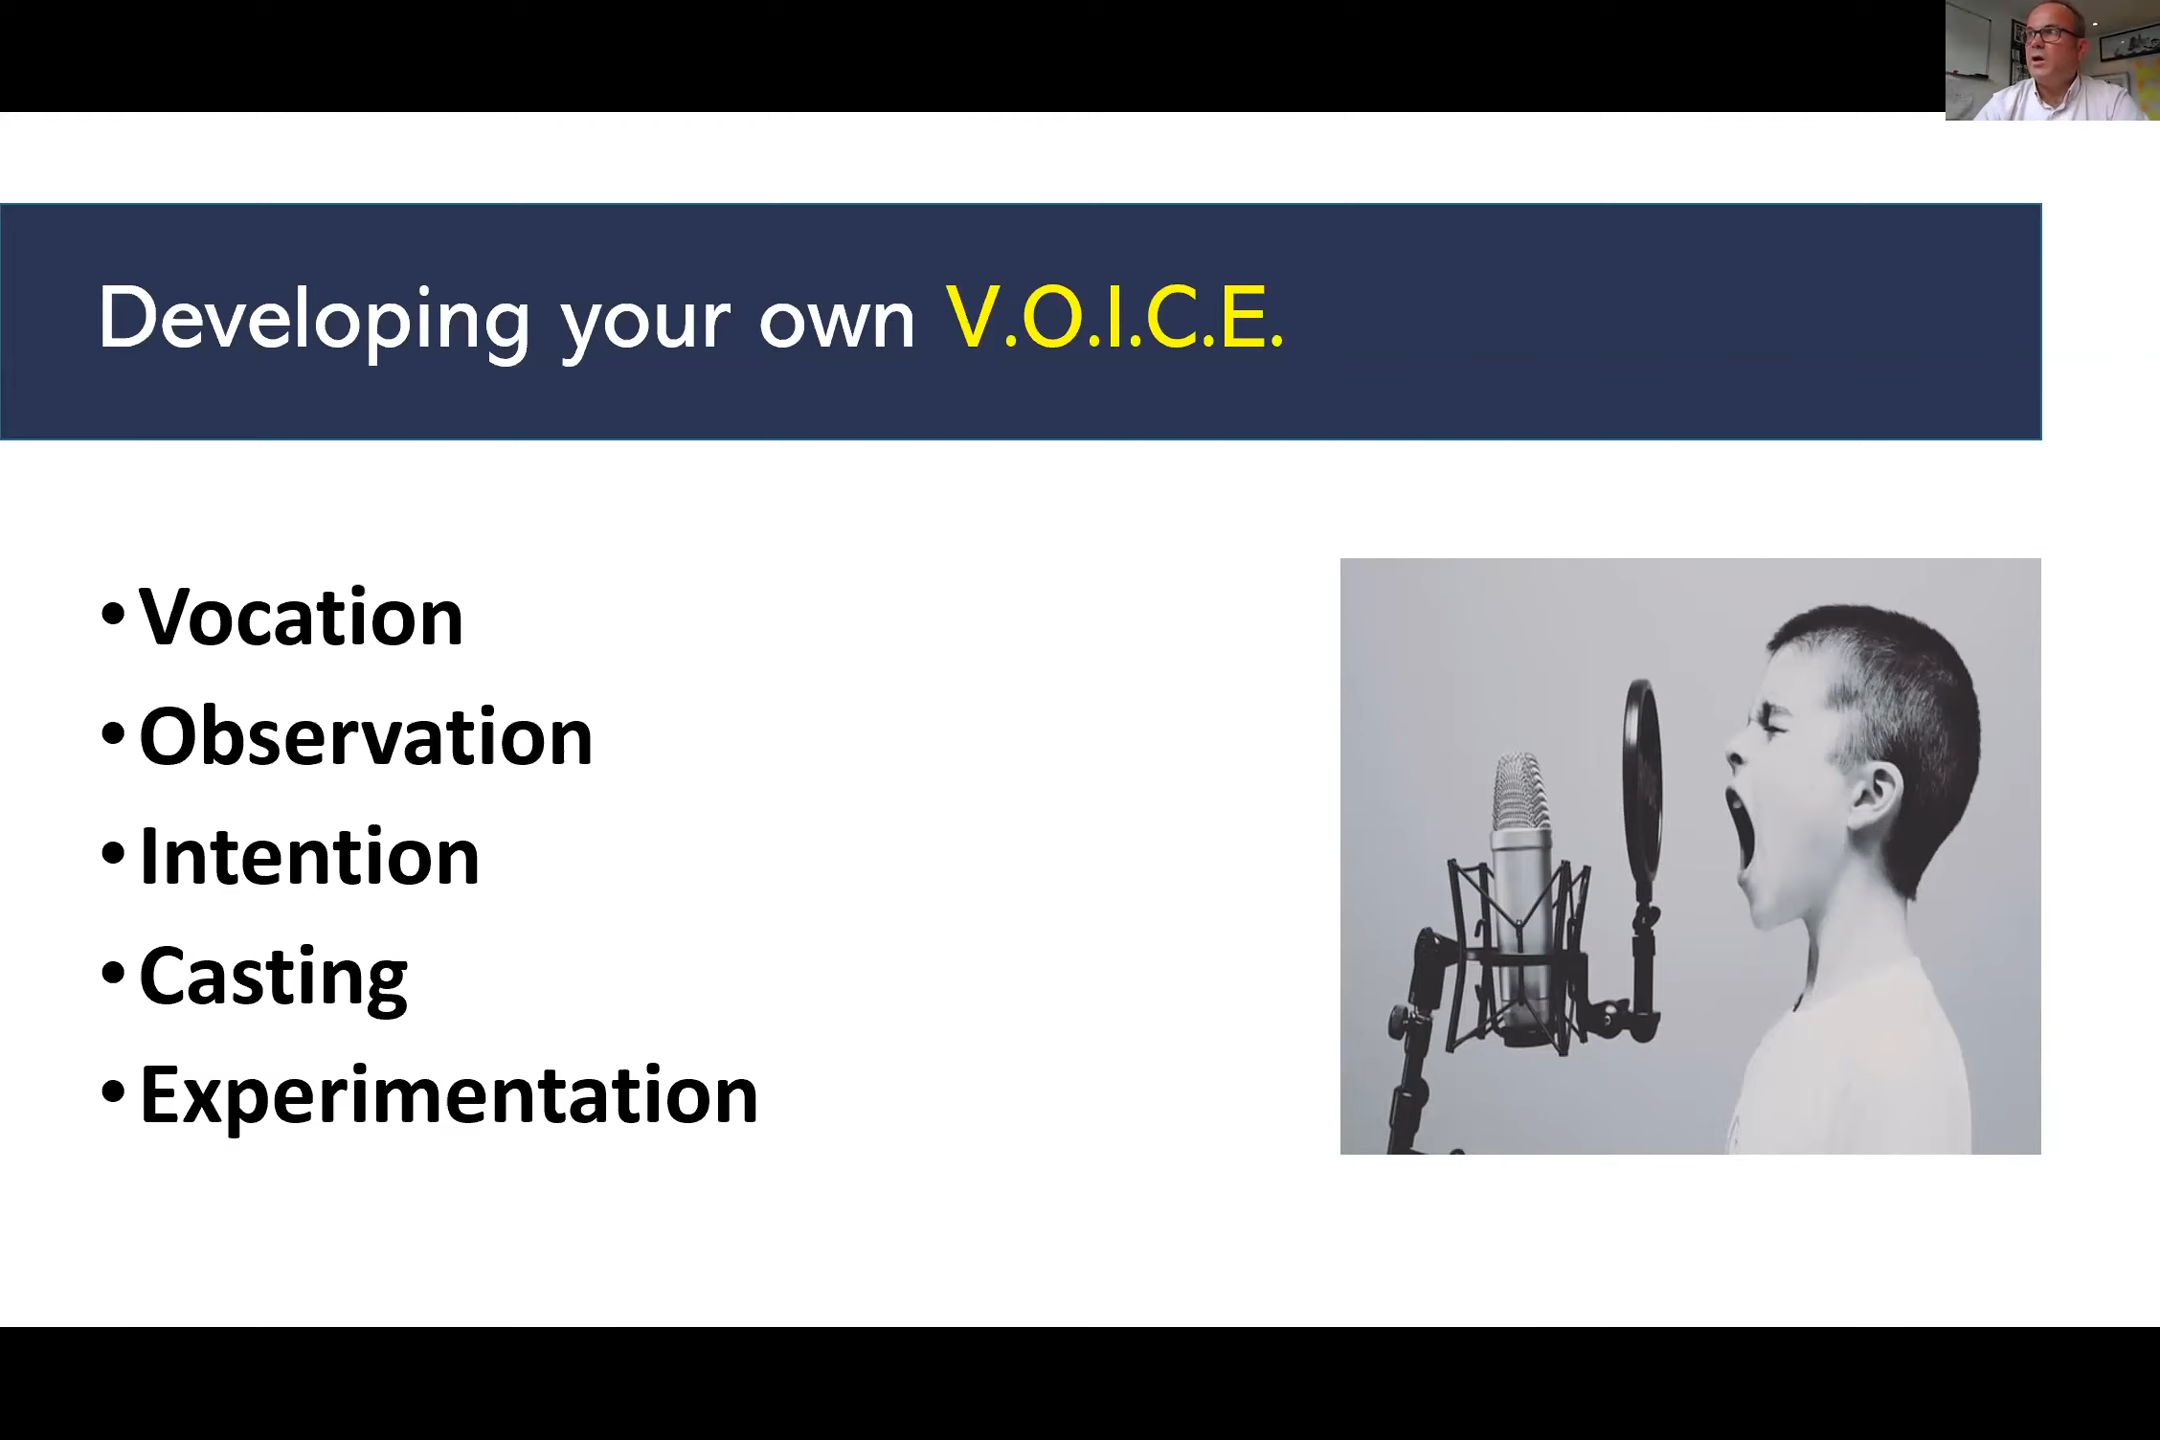 Developing your own V.O.I.C.E.
• Vocation
• Observation
• Intention
• Casting
• Experimentation